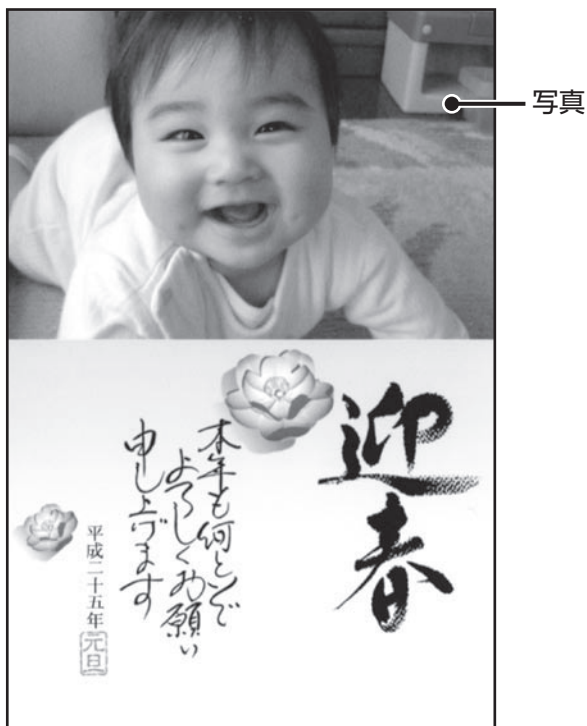 写真
迎春
本年も何とぞ
よろしくお願い
申し上げます
平成二十五年
元旦